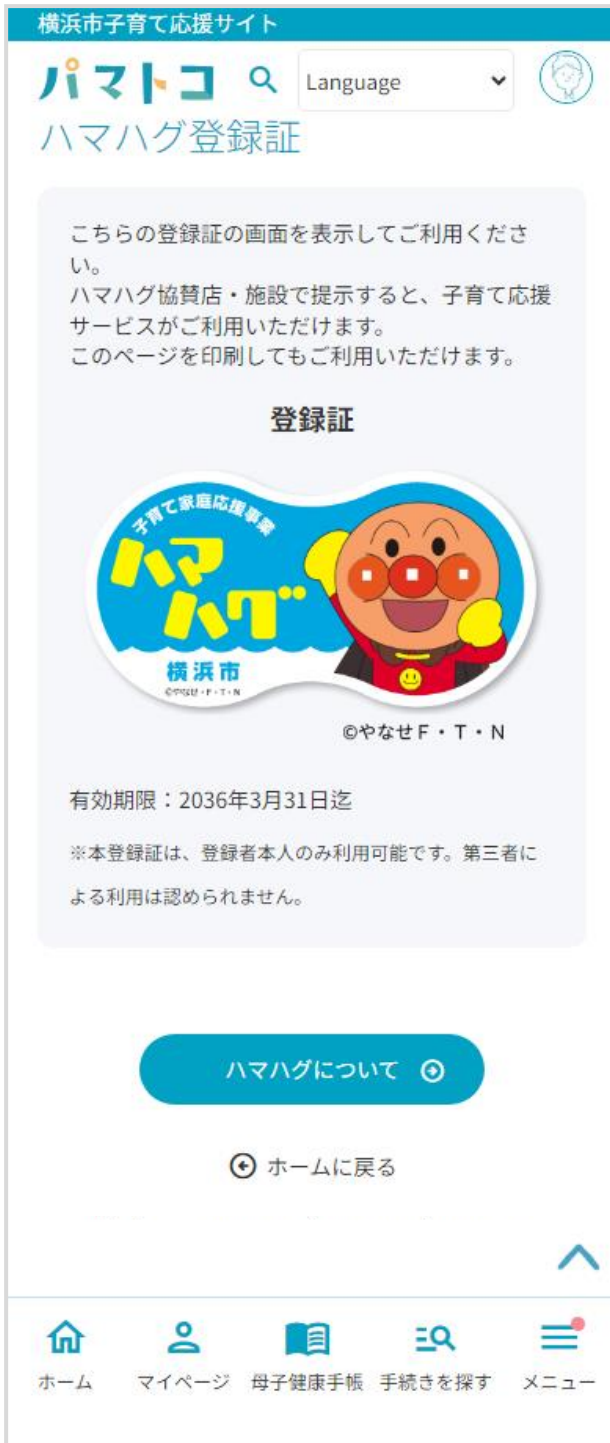 横浜市子育て応援サイト
パマトコ
Language
ハマハグ登録証
こちらの登録証の画面を表示してご利用くださ
い。
ハマハグ協賛店・施設で提示すると、子育て応援
サービスがご利用いただけます。
このページを印刷してもご利用いただけます。
登録証
子育て家庭応援事業
ハマ
ハグ
横浜市
©やなせ・F・T・N
©やなせF・T・N
有効期限：2036年3月31日迄
※本登録証は、登録者本人のみ利用可能です。第三者に
よる利用は認められません。
ハマハグについて
ホームに戻る
ホーム
マイページ
母子健康手帳
手続きを探す
メニュー